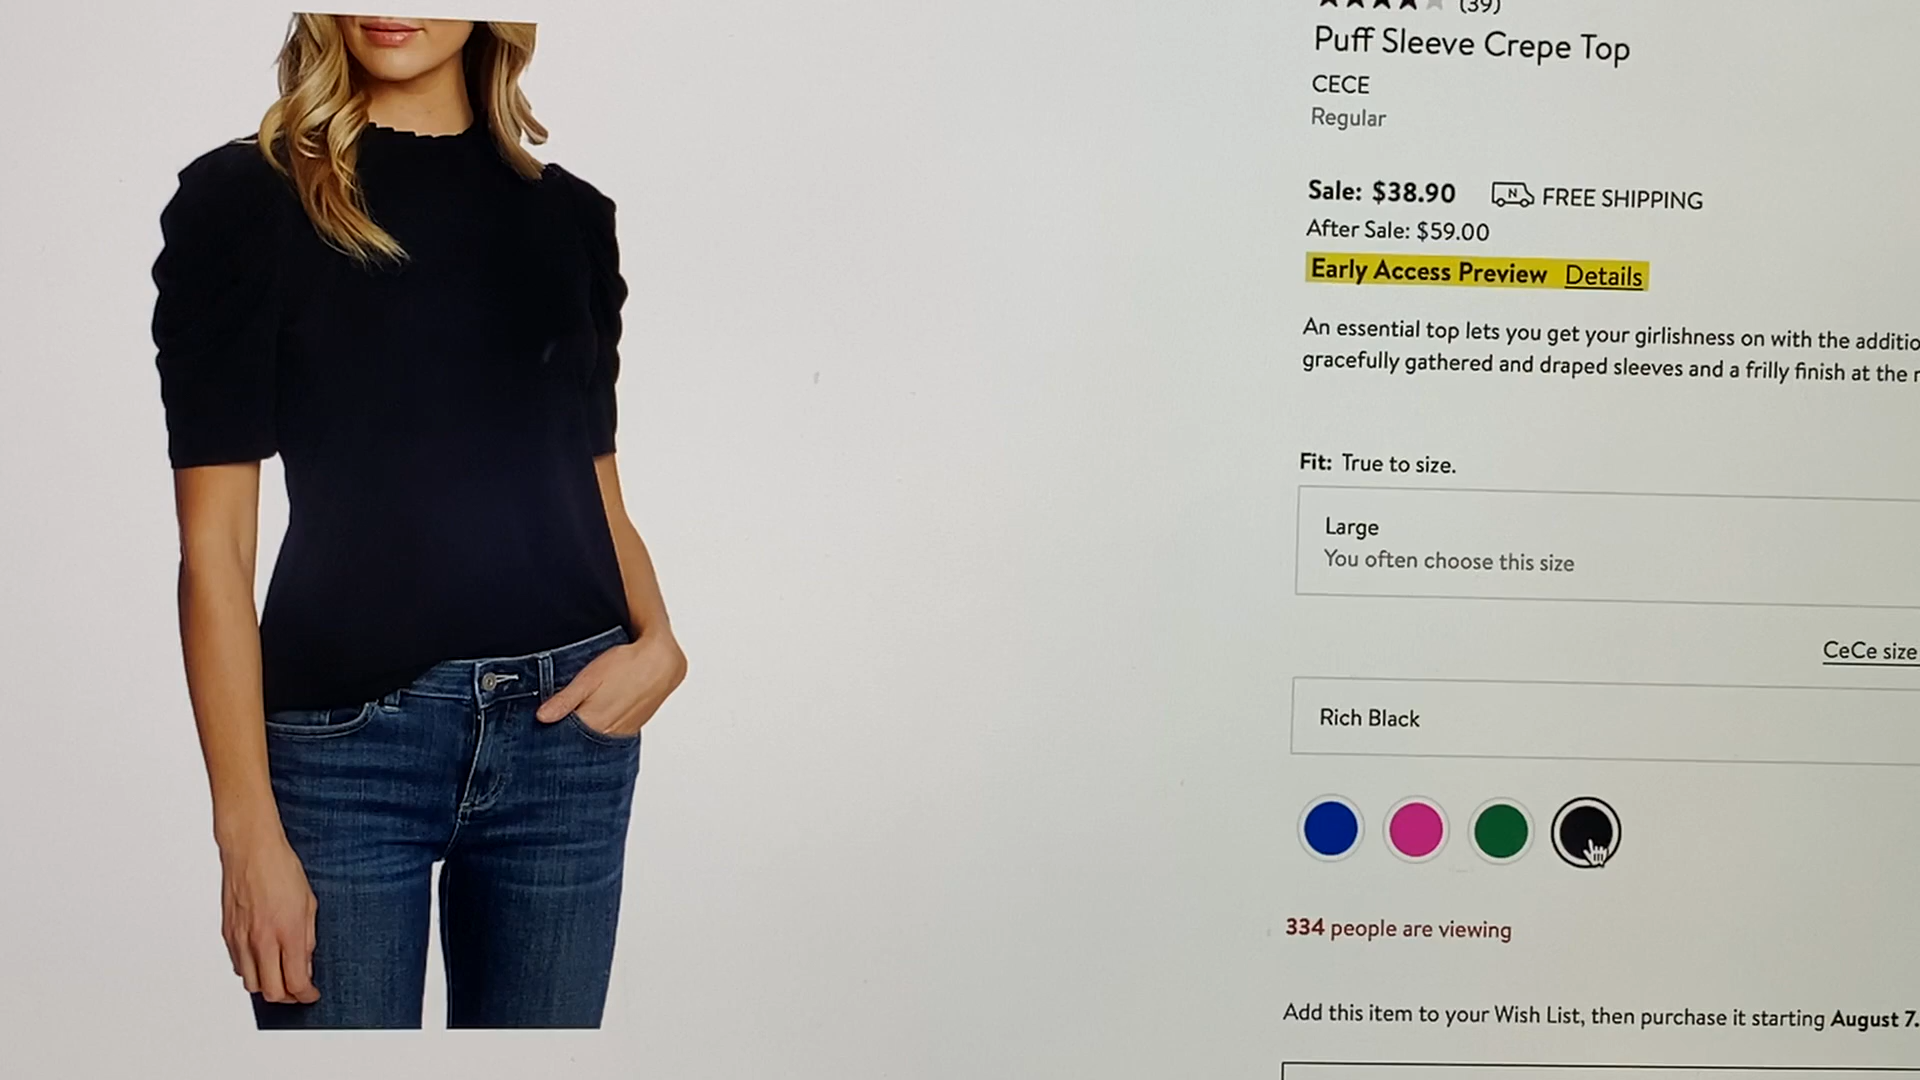 (39)
Puff Sleeve Crepe Top
CECE
Regular
Sale: $38.90 N FREE SHIPPING
After Sale: $59.00
Early Access Preview Details
An essential top lets you get your girlishness on with the
gracefully gathered and draped sleeves and a frilly finish at the
Fit: True to size.
Large
You often choose this size
CeCe size
Rich Black
334 people are viewing
Add this item to your Wish List, then purchase it starting August 7.